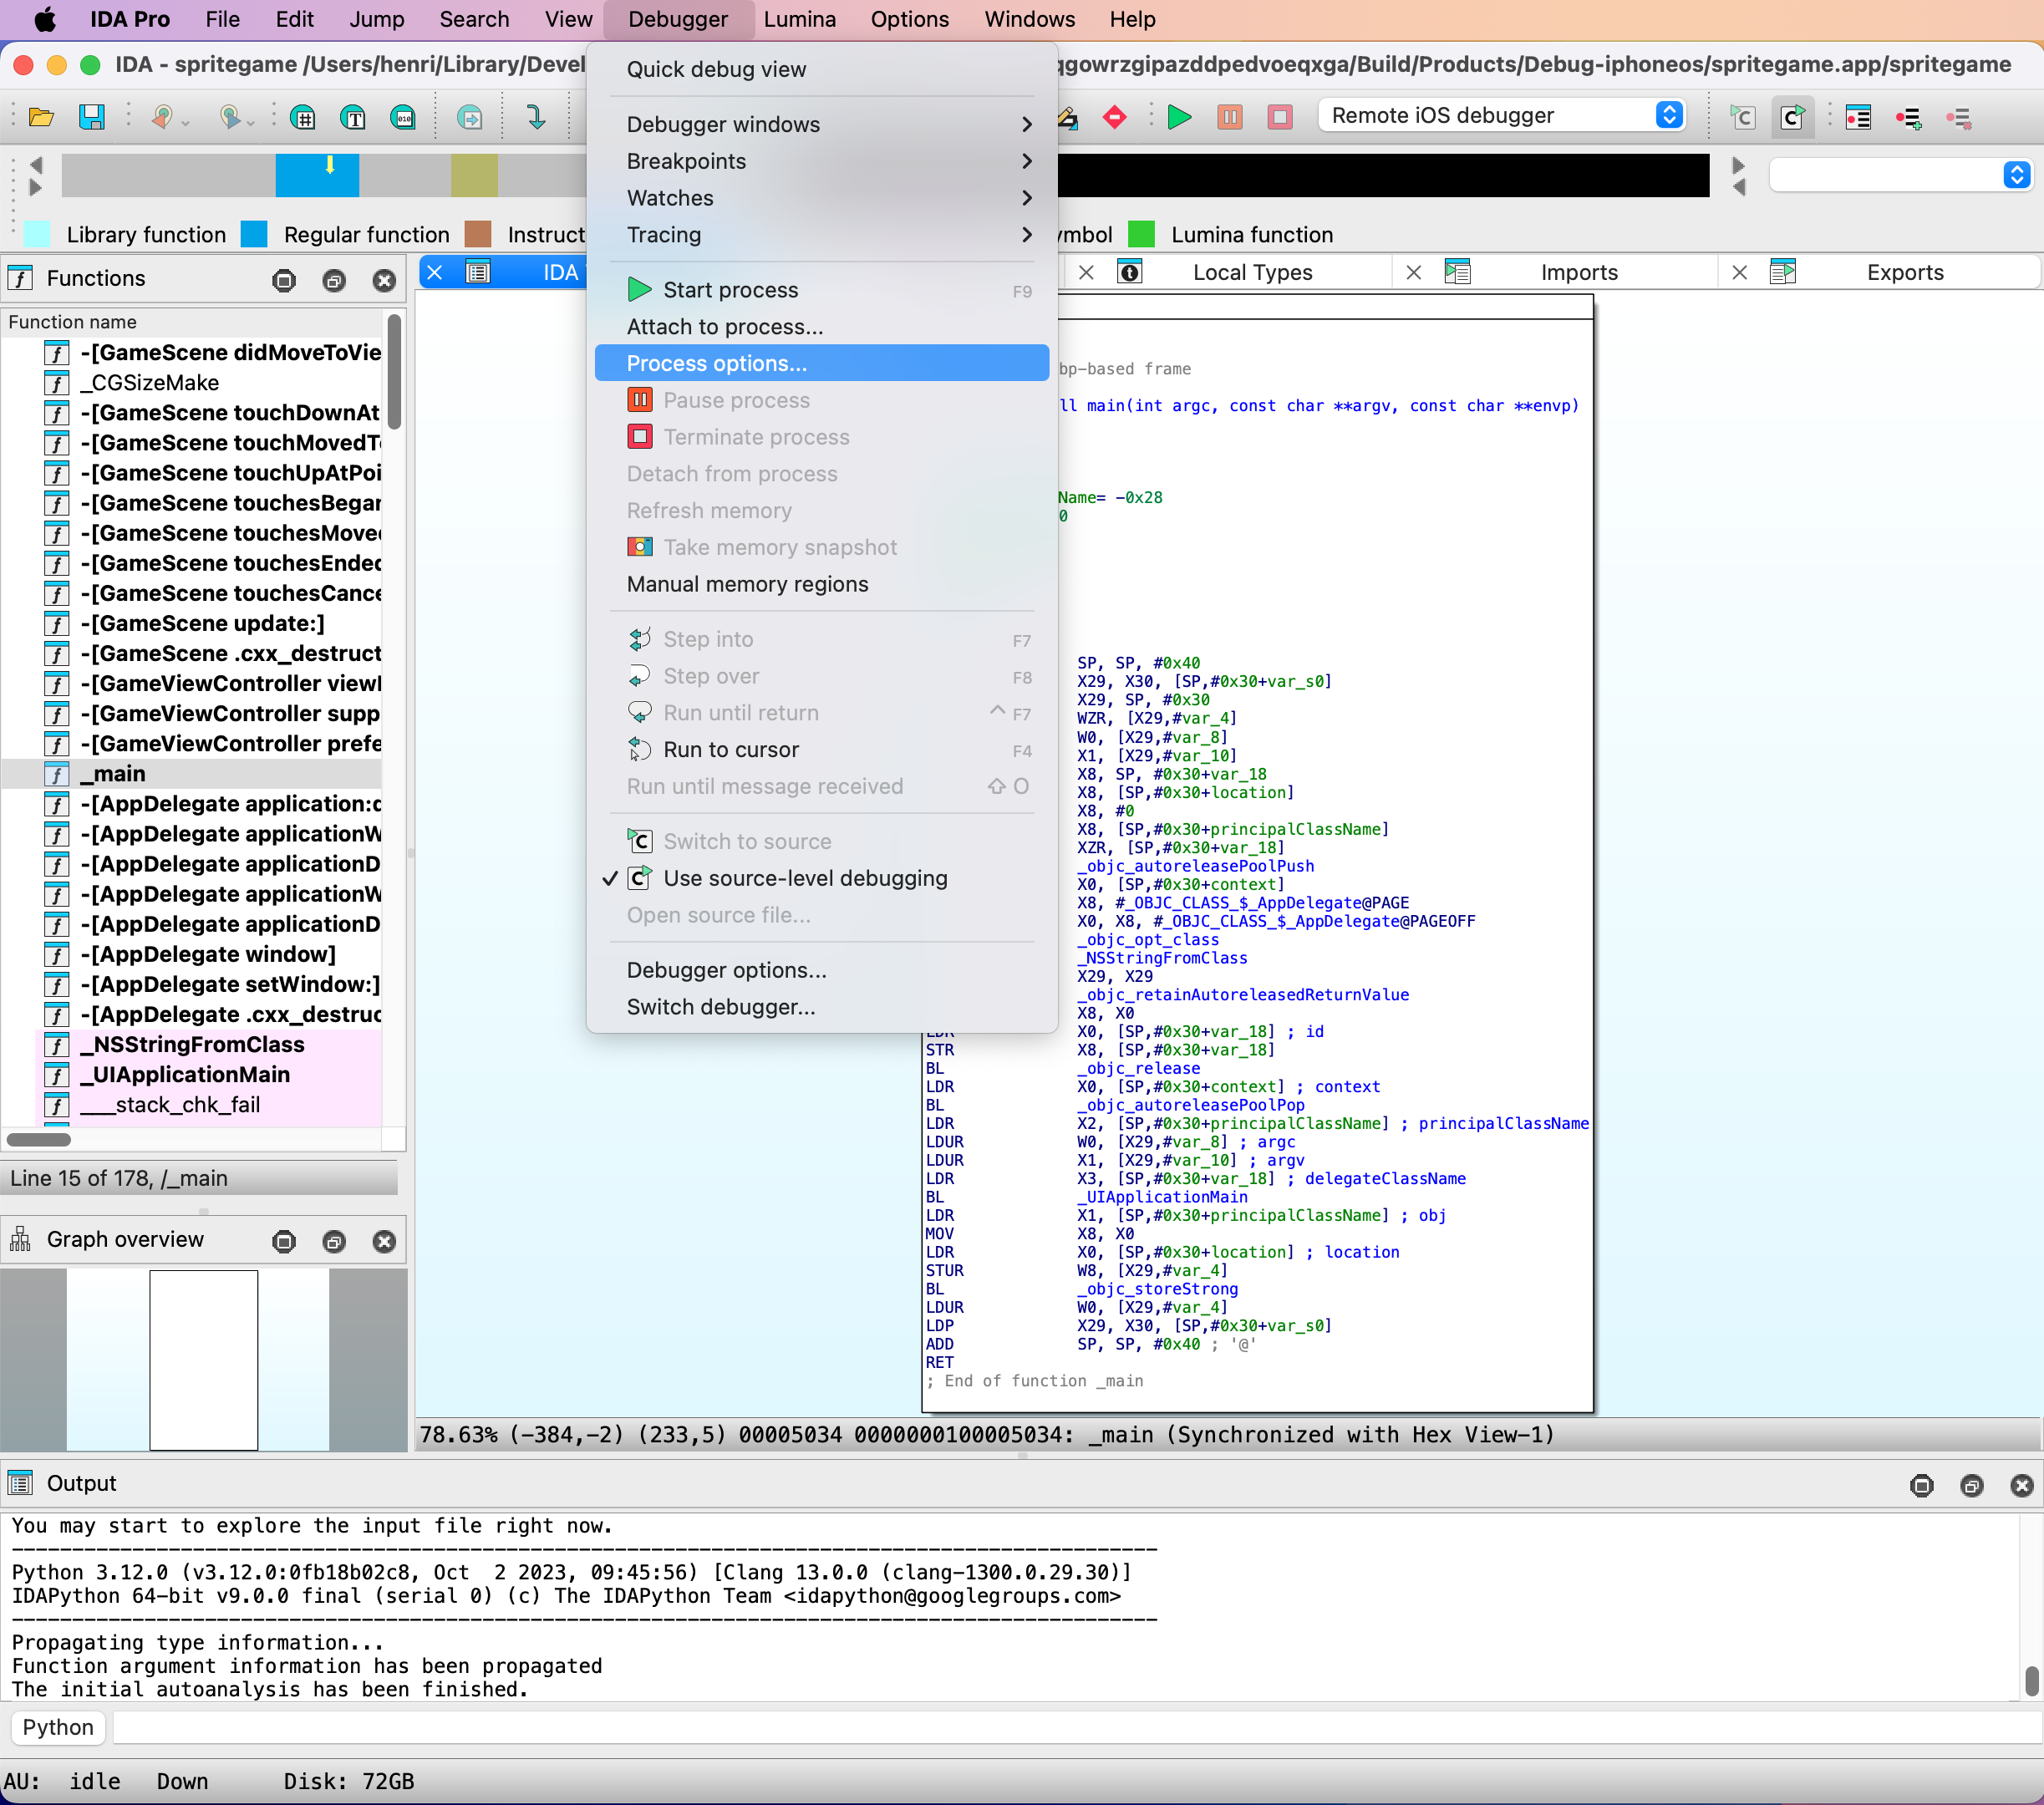 IDA Pro File Edit Jump Search View Debugger Lumina Options Windows Help
IDA - spritegame /Users/henri/Library/Devel
qgowrzgipazddpedvoeqxga/Build/Products/Debug-iphoneos/spritegame.app/spritegame
Remote iOS debugger
Library function Regular function Instruct
ymbol Lumina function
Functions
IDA
Local Types
Imports
Exports
Function name
-[GameScene didMoveToVie
_CGSizeMake
-[GameScene touchDownAt
-[GameScene touchMovedT
-[GameScene touchUpAtPoi
-[GameScene touchesBegan
-[GameScene touchesMoved
-[GameScene touchesEnded
-[GameScene touchesCance
-[GameScene update:]
-[GameScene .cxx_destruct
-[GameViewController viewD
-[GameViewController supp
-[GameViewController prefe
_main
-[AppDelegate application:d
-[AppDelegate applicationW
-[AppDelegate applicationD
-[AppDelegate applicationW
-[AppDelegate applicationD
-[AppDelegate window]
-[AppDelegate setWindow:]
-[AppDelegate .cxx_destruc
_NSStringFromClass
_UIApplicationMain
___stack_chk_fail
Line 15 of 178, /_main
Graph overview
Quick debug view
Debugger windows
Breakpoints
Watches
Tracing
Start process F9
Attach to process...
Process options...
Pause process
Terminate process
Detach from process
Refresh memory
Take memory snapshot
Manual memory regions
Step into F7
Step over F8
Run until return ^ F7
Run to cursor F4
Run until message received ⇧ O
Switch to source
✓ Use source-level debugging
Open source file...
Debugger options...
Switch debugger...
bp-based frame
ll main(int argc, const char **argv, const char **envp)
Name= -0x28
0
SP, SP, #0x40
X29, X30, [SP,#0x30+var_s0]
X29, SP, #0x30
WZR, [X29,#var_4]
W0, [X29,#var_8]
X1, [X29,#var_10]
X8, SP, #0x30+var_18
X8, [SP,#0x30+location]
X8, #0
X8, [SP,#0x30+principalClassName]
XZR, [SP,#0x30+var_18]
_objc_autoreleasePoolPush
X0, [SP,#0x30+context]
X8, #_OBJC_CLASS_$_AppDelegate@PAGE
X0, X8, #_OBJC_CLASS_$_AppDelegate@PAGEOFF
_objc_opt_class
_NSStringFromClass
X29, X29
_objc_retainAutoreleasedReturnValue
X8, X0
LDR X0, [SP,#0x30+var_18] ; id
STR X8, [SP,#0x30+var_18]
BL _objc_release
LDR X0, [SP,#0x30+context] ; context
BL _objc_autoreleasePoolPop
LDR X2, [SP,#0x30+principalClassName] ; principalClassName
LDUR W0, [X29,#var_8] ; argc
LDUR X1, [X29,#var_10] ; argv
LDR X3, [SP,#0x30+var_18] ; delegateClassName
BL _UIApplicationMain
LDR X1, [SP,#0x30+principalClassName] ; obj
MOV X8, X0
LDR X0, [SP,#0x30+location] ; location
STUR W8, [X29,#var_4]
BL _objc_storeStrong
LDUR W0, [X29,#var_4]
LDP X29, X30, [SP,#0x30+var_s0]
ADD SP, SP, #0x40 ; '@'
RET
; End of function _main
78.63% (-384,-2) (233,5) 00005034 0000000100005034: _main (Synchronized with Hex View-1)
Output
You may start to explore the input file right now.
Python 3.12.0 (v3.12.0:0fb18b02c8, Oct 2 2023, 09:45:56) [Clang 13.0.0 (clang-1300.0.29.30)]
IDAPython 64-bit v9.0.0 final (serial 0) (c) The IDAPython Team <idapython@googlegroups.com>
Propagating type information...
Function argument information has been propagated
The initial autoanalysis has been finished.
Python
AU: idle Down Disk: 72GB